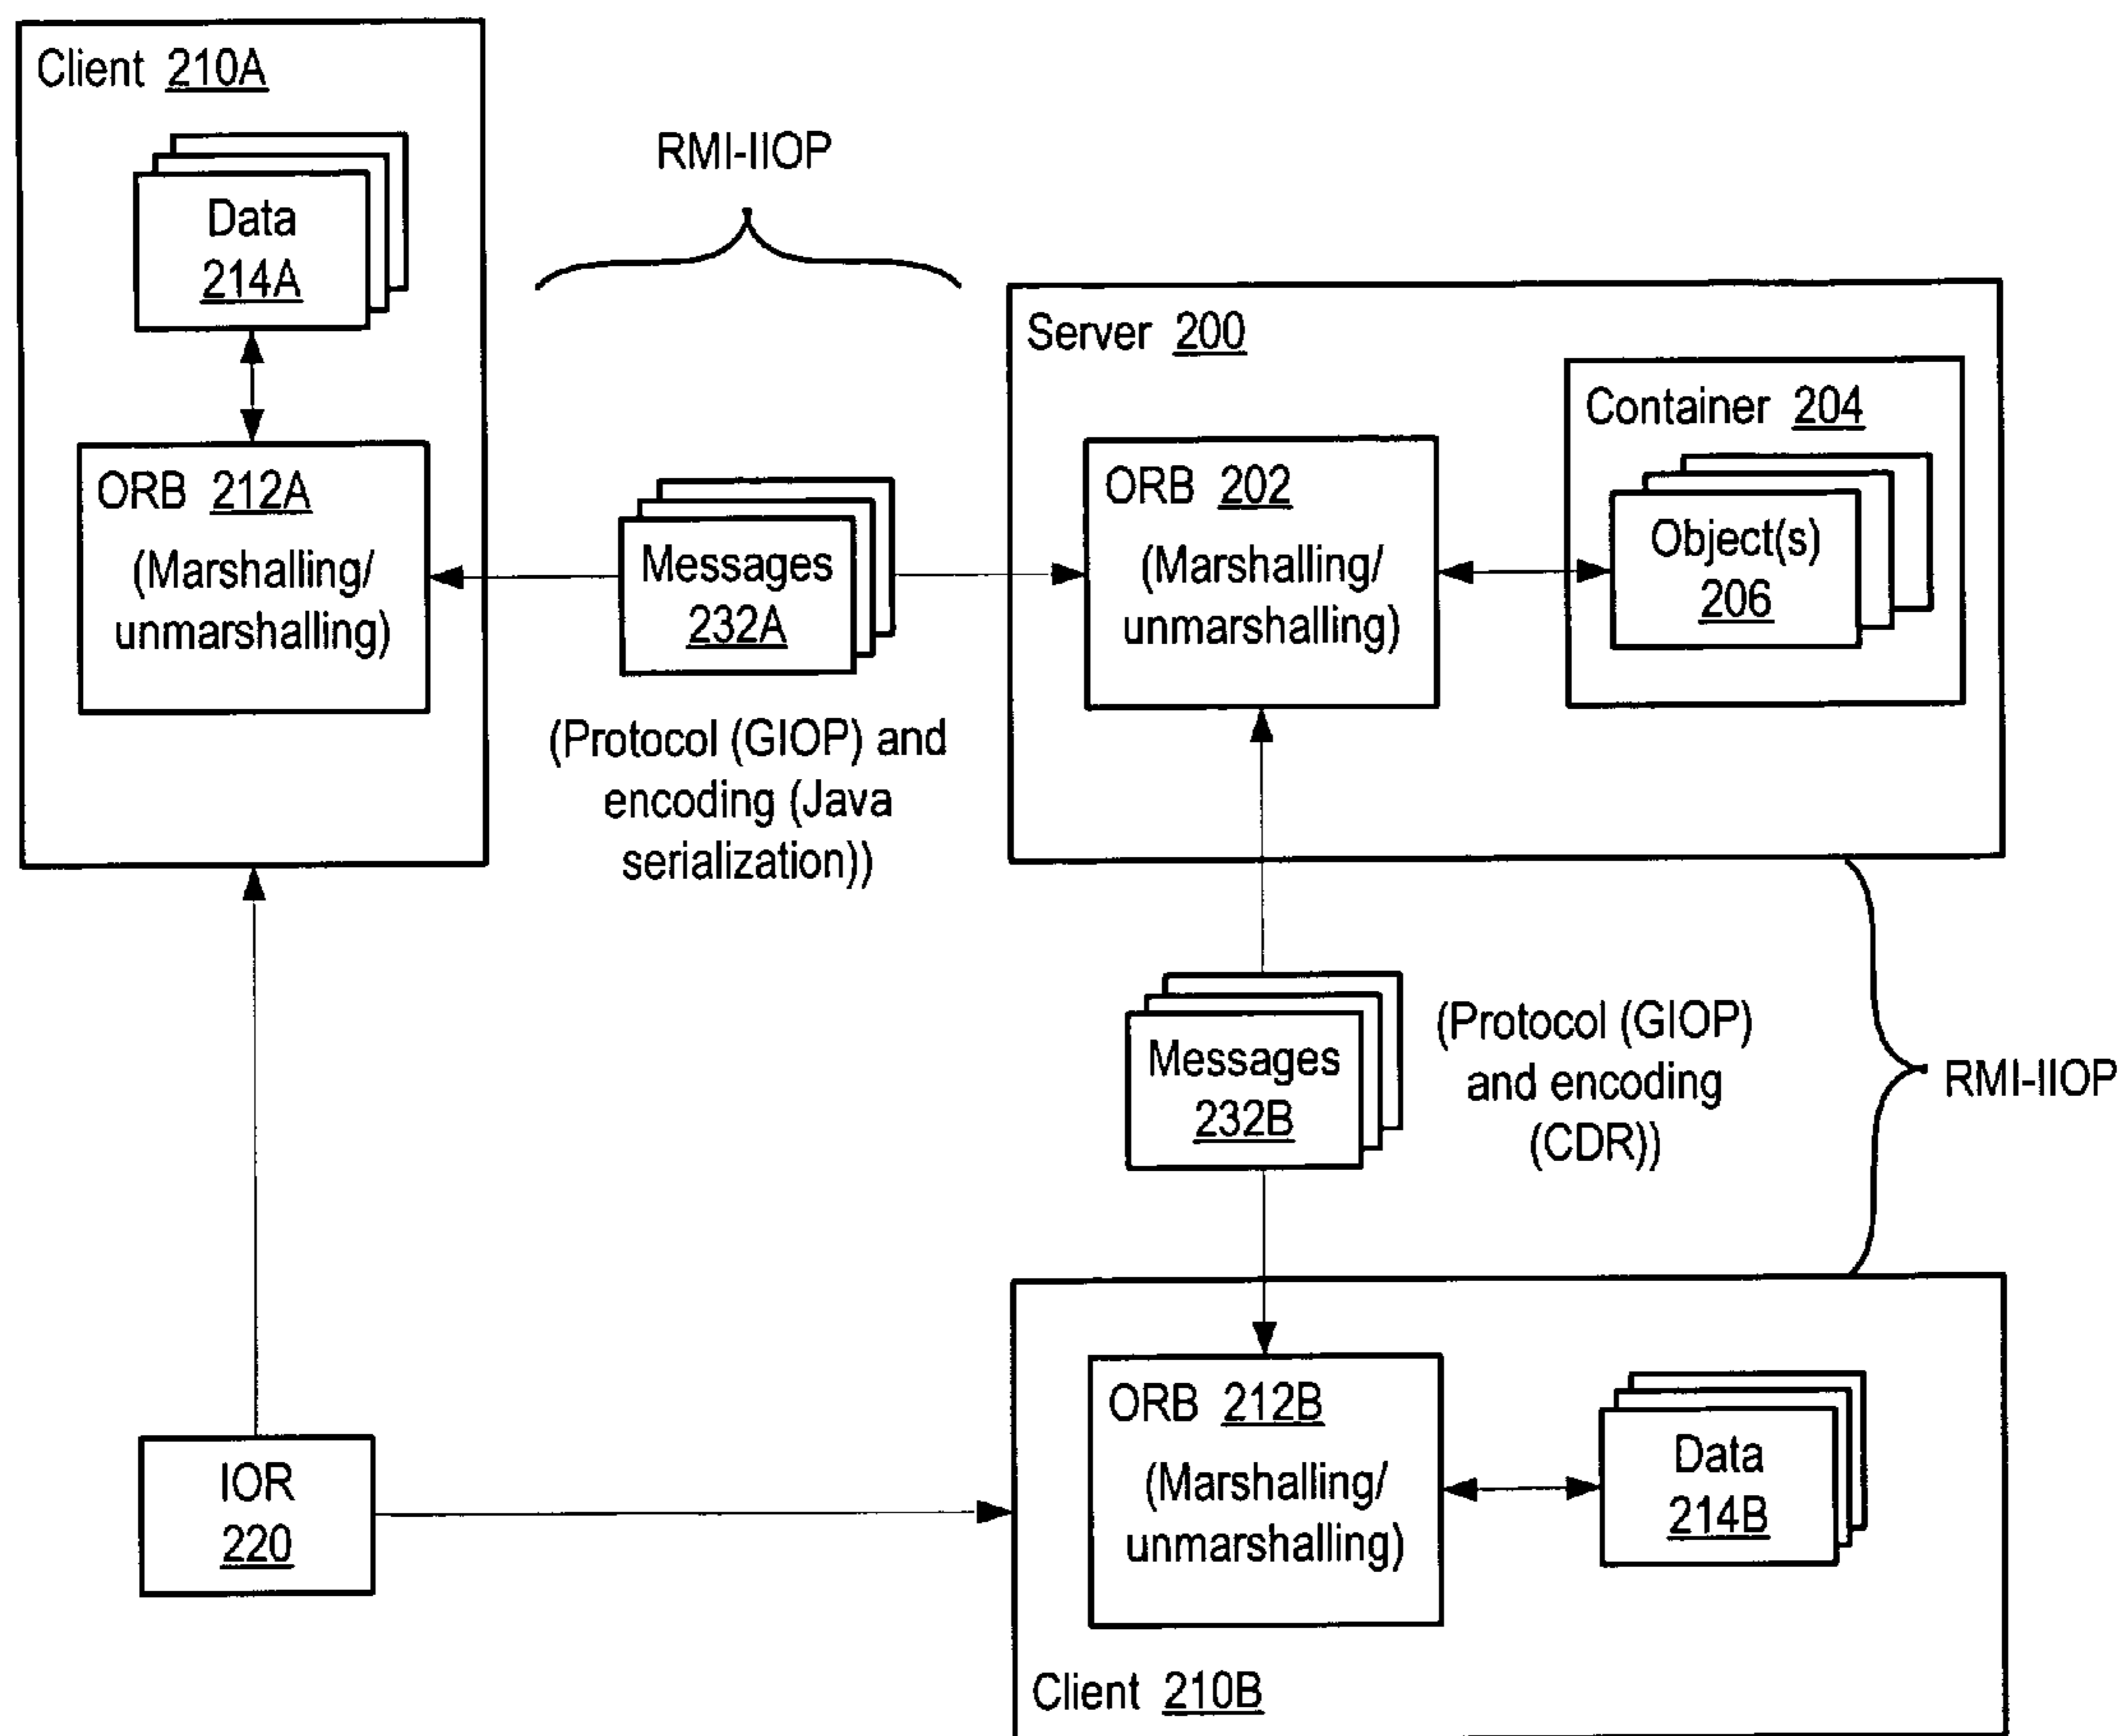 Client 210A
Data
214A
ORB 212A
(Marshalling/
unmarshalling)
RMI-IIOP
Messages
232A
(Protocol (GIOP) and
encoding (Java
serialization))
Server 200
ORB 202
(Marshalling/
unmarshalling)
Container 204
Object(s)
206
Messages
232B
(Protocol (GIOP)
and encoding
(CDR))
RMI-IIOP
IOR
220
ORB 212B
(Marshalling/
unmarshalling)
Data
214B
Client 210B